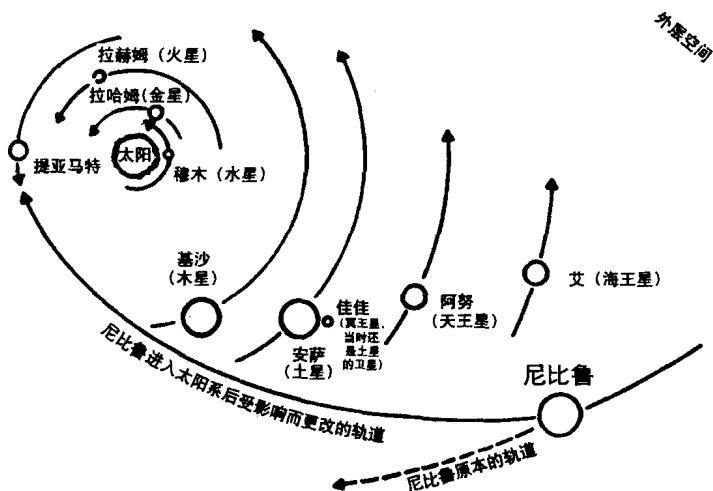 外层空间
拉赫姆（火星）
拉哈姆（金星）
太阳
提亚马特
穆木（水星）
基沙
（木星）
佳佳
（冥王星，
当时还
是土星
的卫星）
安萨
（土星）
阿努
（天王星）
艾（海王星）
尼比鲁
尼比鲁进入太阳系后受影响而更改的轨道
尼比鲁原本的轨道